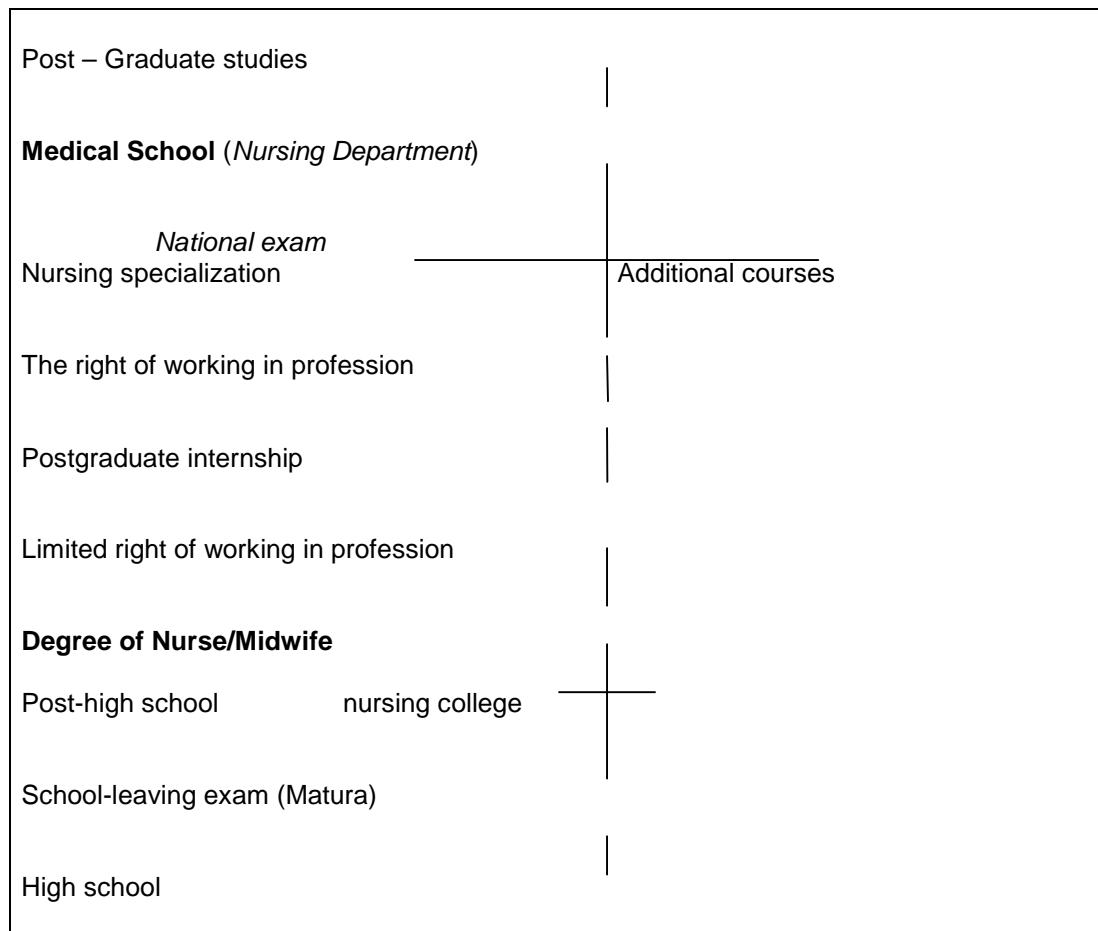 Post – Graduate studies
Medical School (Nursing Department)
National exam
Nursing specialization Additional courses
The right of working in profession
Postgraduate internship
Limited right of working in profession
Degree of Nurse/Midwife
Post-high school nursing college
School-leaving exam (Matura)
High school